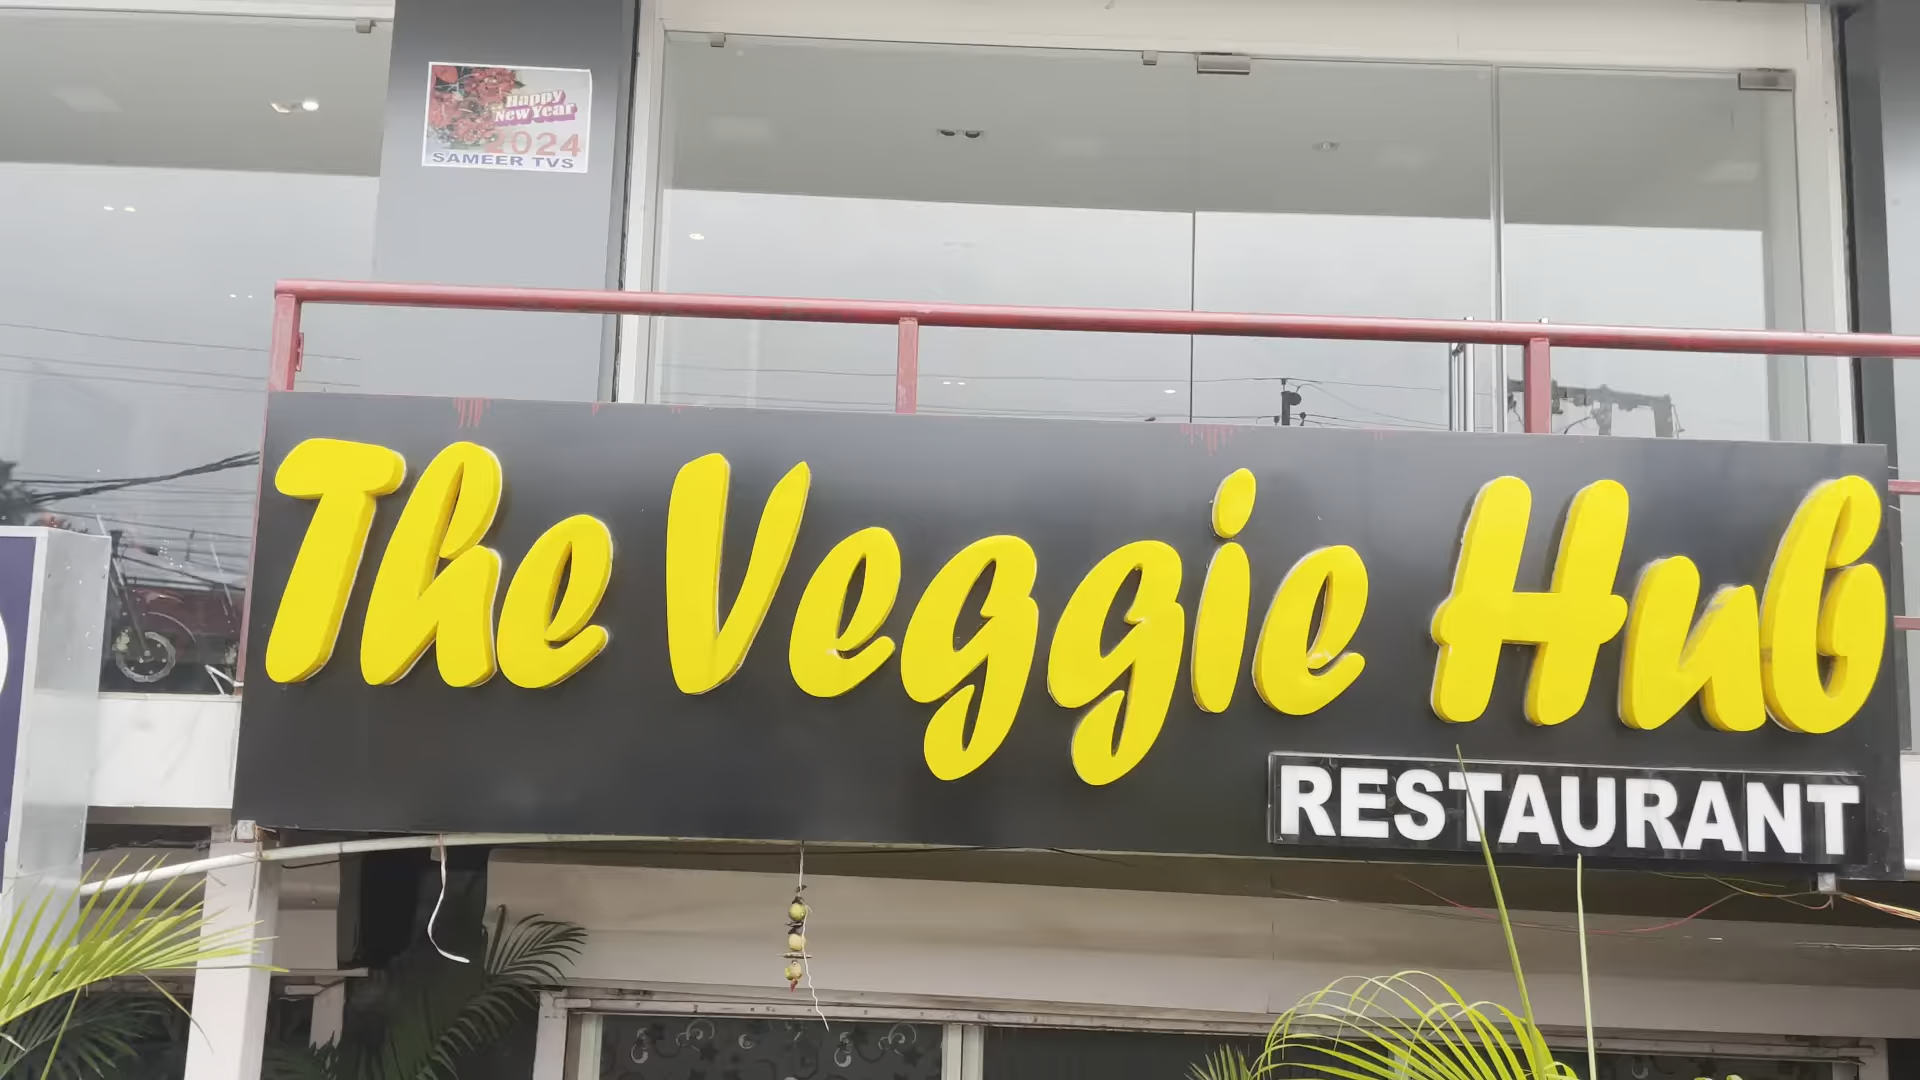 Happy
New Year
2024
SAMEER TVS
The Veggie Hub
RESTAURANT